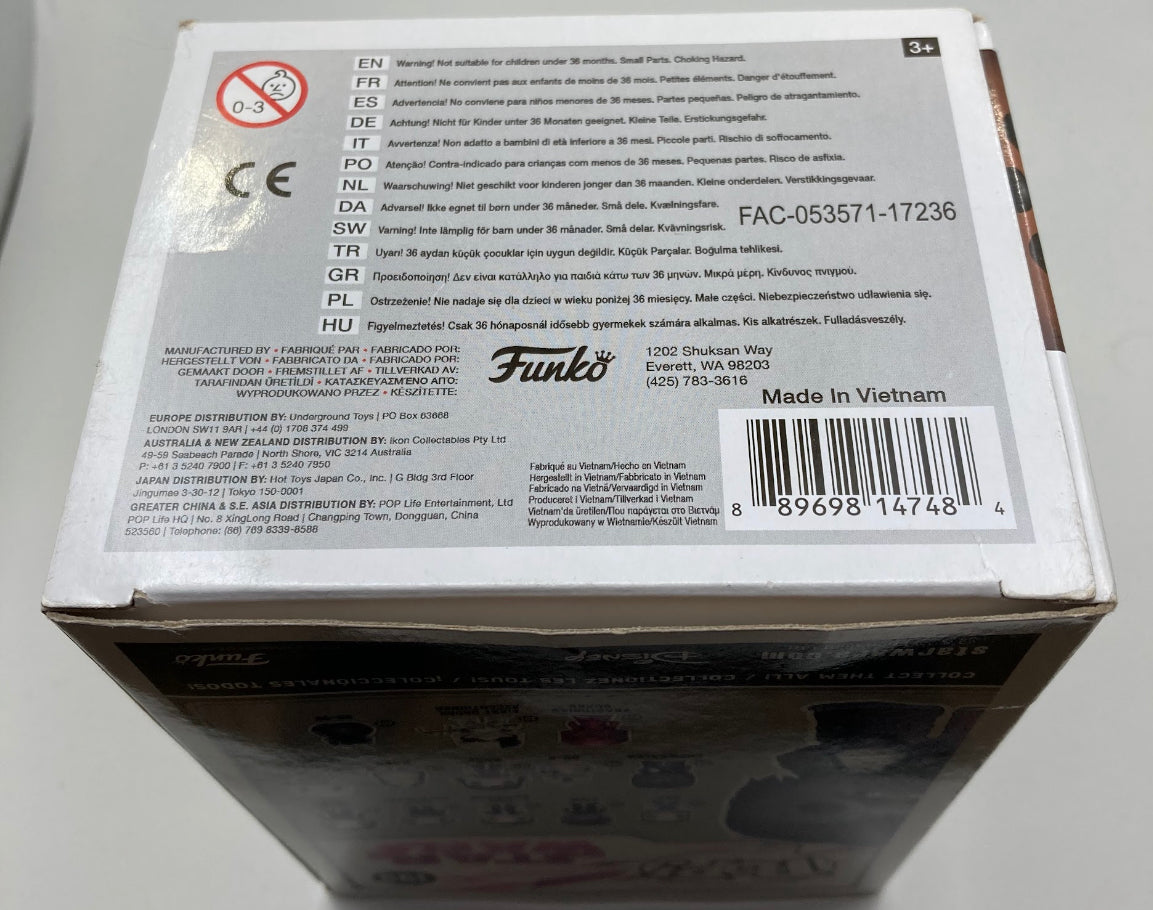 3+
0-3
CE
EN Warning! Not suitable for children under 36 months. Small Parts. Choking Hazard.
FR Attention! Ne convient pas aux enfants de moins de 36 mois. Petites éléments. Danger d'étouffement.
ES Advertencia! No conviene para niños menores de 36 meses. Partes pequeñas. Peligro de atragantamiento.
DE Achtung! Nicht für Kinder unter 36 Monaten geeignet. Kleine Teile. Erstickungsgefahr.
IT Avvertenza! Non adatto a bambini di età inferiore a 36 mesi. Piccole parti. Rischio di soffocamento.
PO Atenção! Contra-indicado para crianças com menos de 36 meses. Pequenas partes. Risco de asfixia.
NL Waarschuwing! Niet geschikt voor kinderen jonger dan 36 maanden. Kleine onderdelen. Verstikkingsgevaar.
DA Advarsel! Ikke egnet til børn under 36 måneder. Små dele. Kvælningsfare.
FAC-053571-17236
SW Varning! Inte lämplig för barn under 36 månader. Små delar. Kvävningsrisk.
TR Uyarı! 36 aydan küçük çocuklar için uygun değildir. Küçük Parçalar. Boğulma tehlikesi.
GR Προειδοποίηση! Δεν είναι κατάλληλο για παιδιά κάτω των 36 μηνών. Μικρά μέρη. Κίνδυνος πνιγμού.
PL Ostrzeżenie! Nie nadaje się dla dzieci w wieku poniżej 36 miesięcy. Małe części. Niebezpieczeństwo udławienia się.
HU Figyelmeztetés! Csak 36 hónaposnál idősebb gyermekek számára alkalmas. Kis alkatrészek. Fulladásveszély.
MANUFACTURED BY • FABRIQUÉ PAR • FABRICADO POR:
HERGESTELLT VON • FABBRICATO DA • FABRICADO POR:
GEMAAKT DOOR • FREMSTILLET AF • TILLVERKAD AV:
TARAFINDAN ÜRETİLDİ • ΚΑΤΑΣΚΕΥΑΣΜΈΝΟ ΑΠΌ:
WYPRODUKOWANO PRZEZ • KÉSZÍTETTE:
Funko
1202 Shuksan Way
Everett, WA 98203
(425) 783-3616
Made In Vietnam
EUROPE DISTRIBUTION BY: Underground Toys | PO Box 63668
LONDON SW11 9AR | +44 (0) 1708 374 499
AUSTRALIA & NEW ZEALAND DISTRIBUTION BY: Ikon Collectables Pty Ltd
49-59 Seabeach Parade | North Shore, VIC 3214 Australia
P: +61 3 5240 7900 | F: +61 3 5240 7950
JAPAN DISTRIBUTION BY: Hot Toys Japan Co., Inc. | G Bldg 3rd Floor
Jingumae 3-30-12 | Tokyo 150-0001
GREATER CHINA & S.E. ASIA DISTRIBUTION BY: POP Life Entertainment, Ltd
POP Life HQ | No. 8 XingLong Road | Changping Town, Dongguan, China
523560 | Telephone: (86) 769 8339-8588
Fabriqué au Vietnam/Hecho en Vietnam
Hergestellt in Vietnam/Fabbricato in Vietnam
Fabricado na Vietnã/Vervaardigd in Vietnam
Produceret i Vietnam/Tillverkad i Vietnam
Vietnam'da üretilen/Που παράγεται στο Βιετνάμ
Wyprodukowany w Wietnamie/Készült Vietnam
8 89698 14748 4
Funko
Disney
starwars.com
COLLECT THEM ALL! / COLLECTIONNEZ LES TOUS! / ¡COLECCIÓNALES TODOS!
STAR